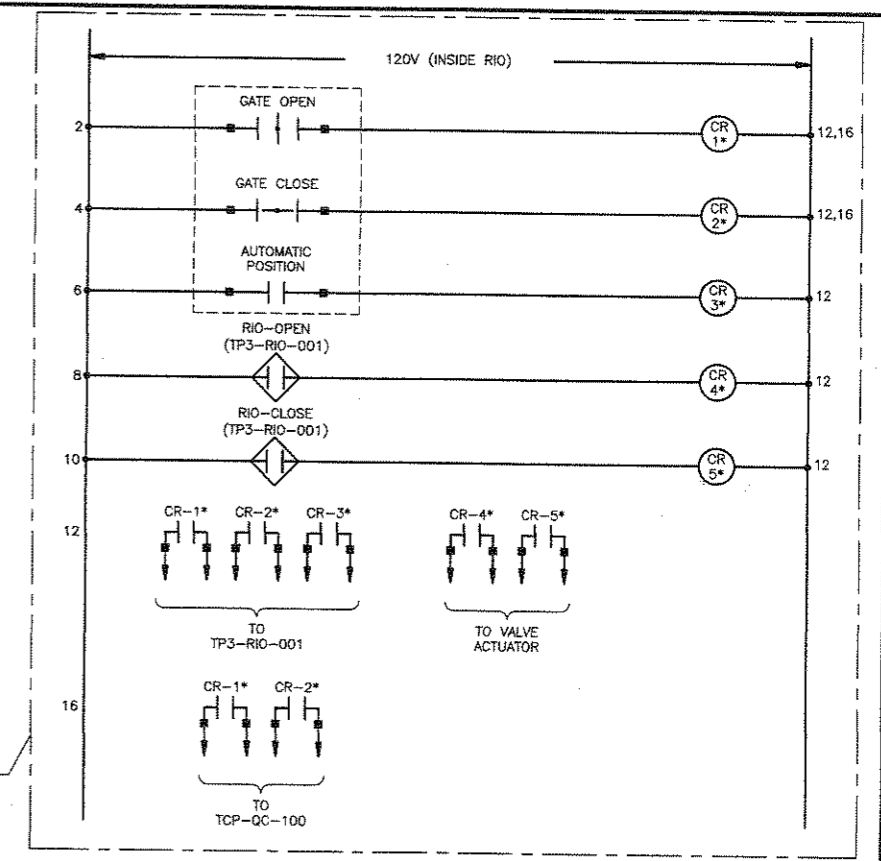 120V (INSIDE RIO)
GATE OPEN
2
CR
1*
12,16
GATE CLOSE
4
CR
2*
12,16
AUTOMATIC
POSITION
6
CR
3*
12
RIO-OPEN
(TP3-RIO-001)
8
CR
4*
12
RIO-CLOSE
(TP3-RIO-001)
10
CR
5*
12
12
CR-1* CR-2* CR-3* CR-4* CR-5*
TO
TP3-RIO-001
TO VALVE
ACTUATOR
16
CR-1* CR-2*
TO
TCP-QC-100